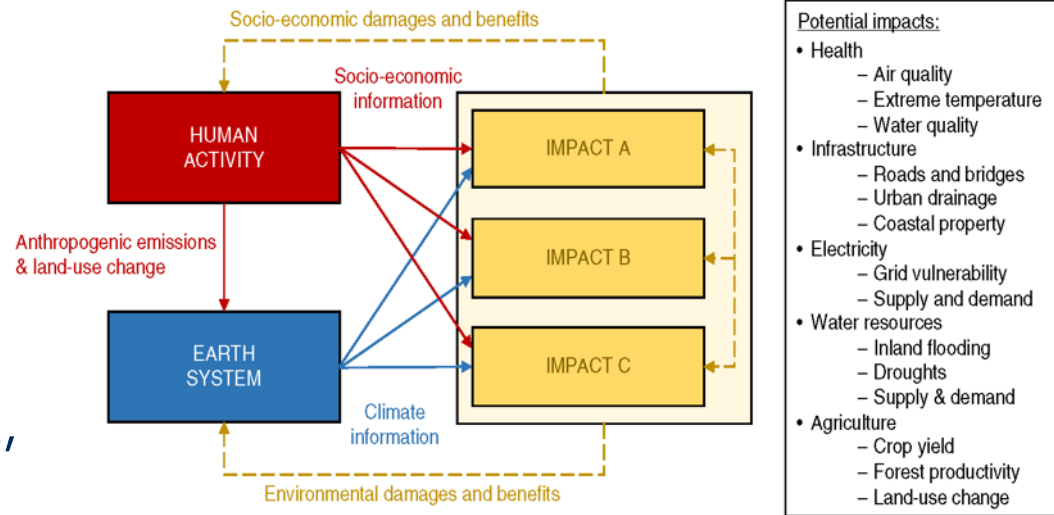 Socio-economic damages and benefits
Socio-economic
information
HUMAN
ACTIVITY
IMPACT A
Anthropogenic emissions
& land-use change
IMPACT B
EARTH
SYSTEM
IMPACT C
Climate
information
,
Environmental damages and benefits
Potential impacts:
• Health
– Air quality
– Extreme temperature
– Water quality
• Infrastructure
– Roads and bridges
– Urban drainage
– Coastal property
• Electricity
– Grid vulnerability
– Supply and demand
• Water resources
– Inland flooding
– Droughts
– Supply & demand
• Agriculture
– Crop yield
– Forest productivity
– Land-use change